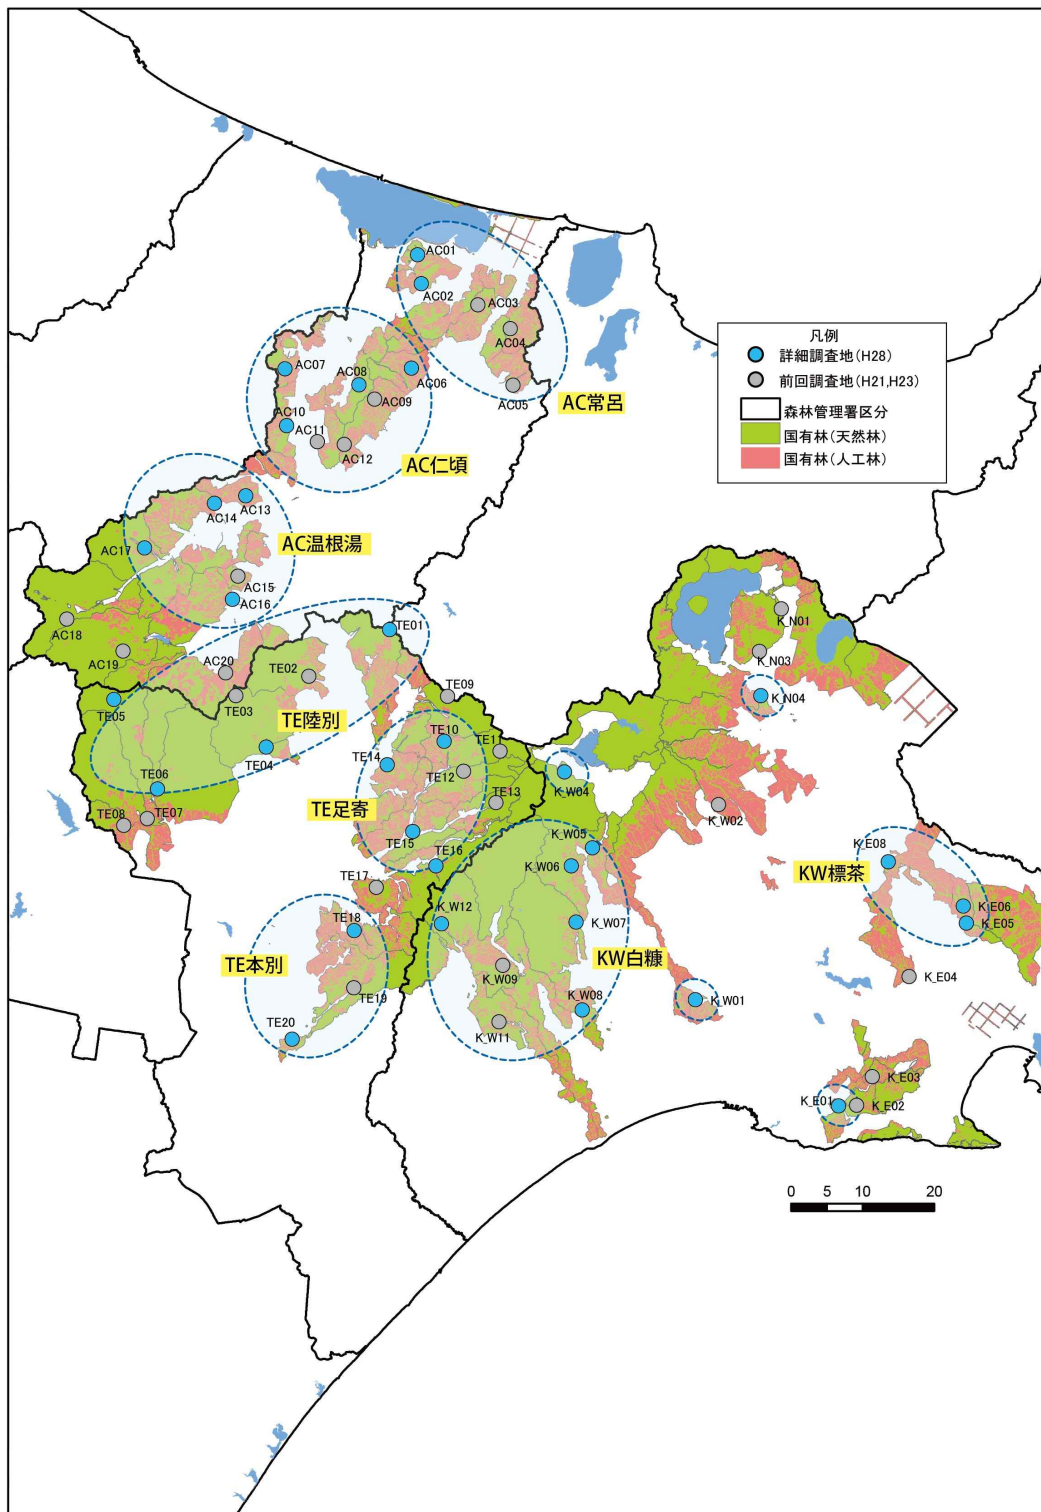 AC01
AC02
AC03
AC04
AC05
AC常呂
凡例
詳細調査地(H28)
前回調査地(H21,H23)
森林管理署区分
国有林(天然林)
国有林(人工林)
AC07
AC08
AC06
AC09
AC10
AC11
AC12
AC仁頃
AC14
AC13
AC17
AC温根湯
AC15
AC16
AC18
AC19
AC20
TE01
TE02
TE03
TE05
TE陸別
TE04
TE09
TE10
TE11
TE14
TE12
TE06
TE足寄
TE13
TE08
TE07
TE15
TE16
TE17
TE18
TE本別
TE19
TE20
K_N01
K_N03
K_N04
K_W04
K_W02
K_W05
K_W06
K_W12
K_W07
KW白糠
K_W09
K_W08
K_W01
K_W11
K_E08
KW標茶
K_E06
K_E05
K_E04
K_E03
K_E01
K_E02
0 5 10 20